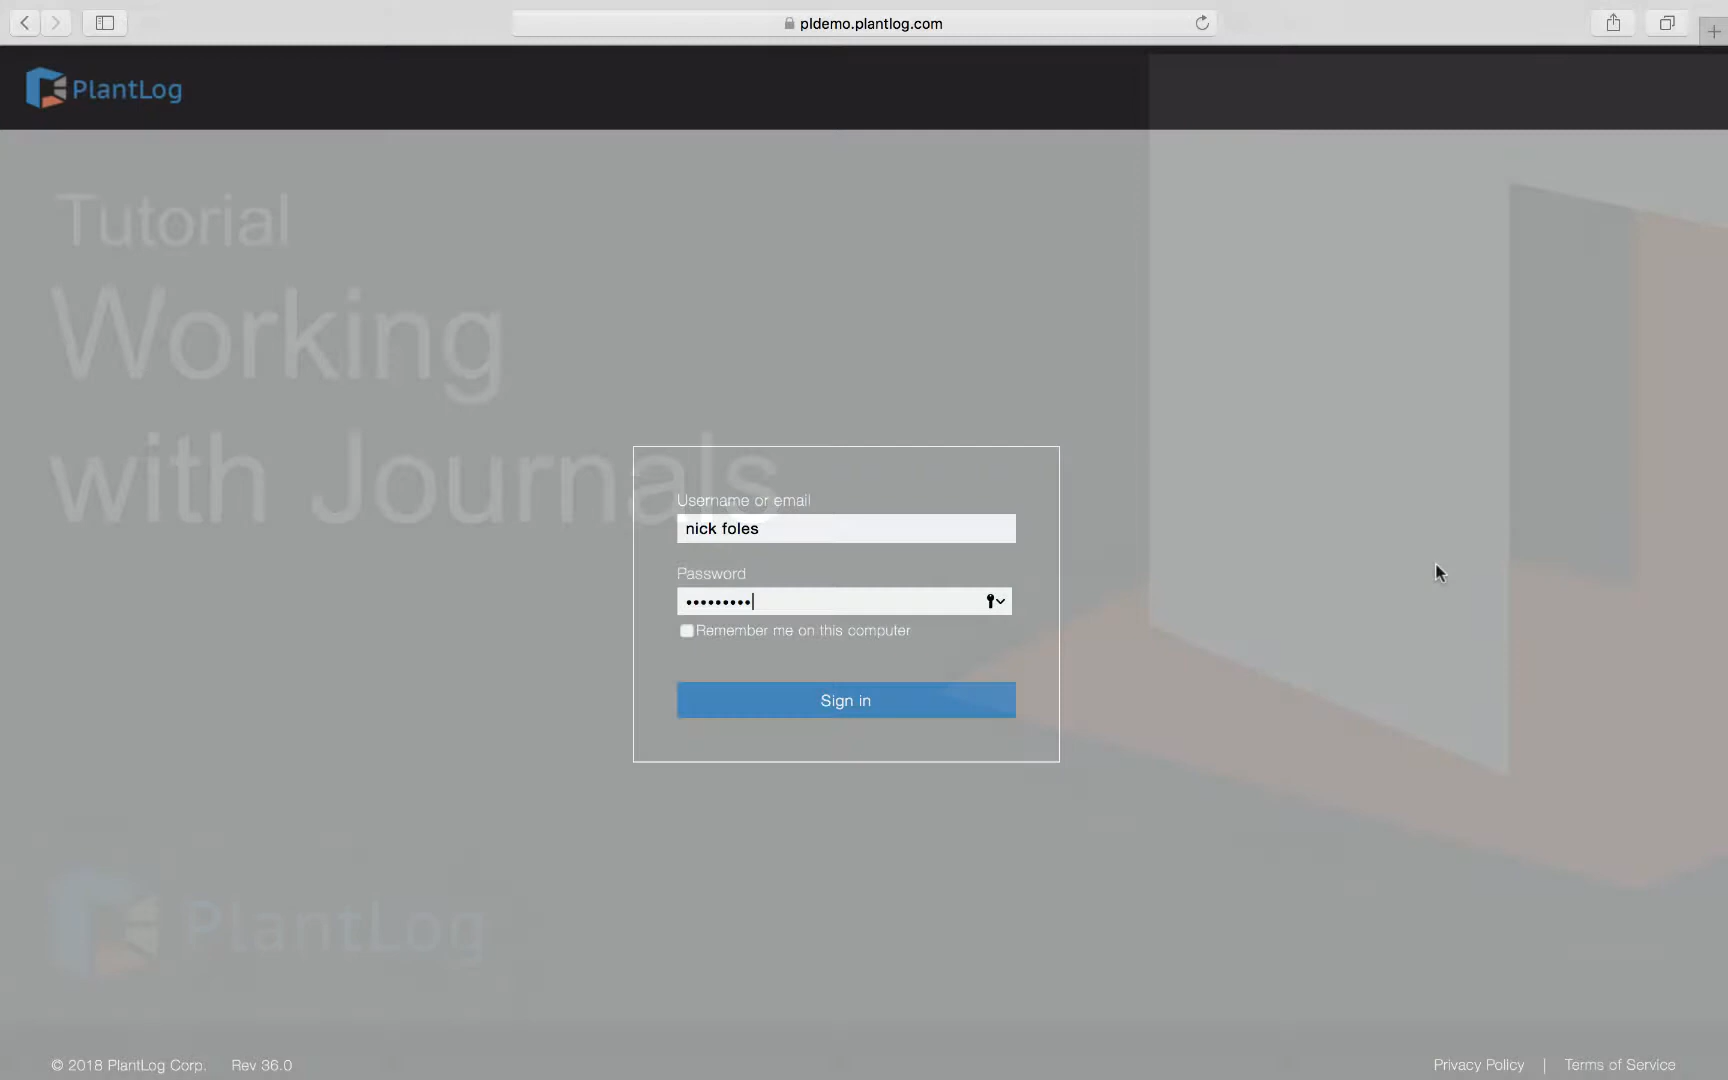 pldemo.plantlog.com
PlantLog
Tutorial
Working
with Journals
Username or email
nick foles
Password
•••••••••
Remember me on this computer
Sign in
PlantLog
© 2018 PlantLog Corp. Rev 36.0
Privacy Policy | Terms of Service